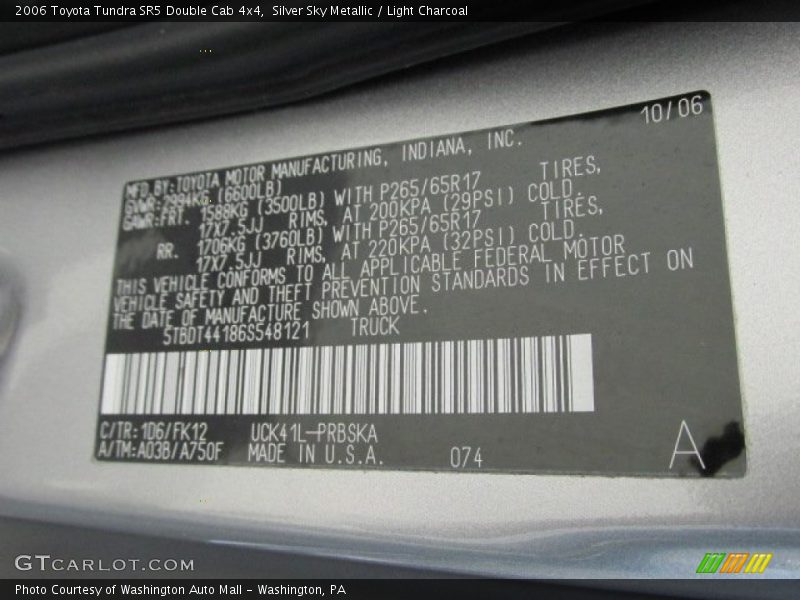 2006 Toyota Tundra SR5 Double Cab 4x4, Silver Sky Metallic / Light Charcoal
10/06
MFD.BY:TOYOTA MOTOR MANUFACTURING, INDIANA, INC.
GVWR:2994KG (6600LB)
GAWR:FRT. 1588KG (3500LB) WITH P265/65R17 TIRES,
17X7.5JJ RIMS, AT 200KPA (29PSI) COLD.
RR. 1706KG (3760LB) WITH P265/65R17 TIRES,
17X7.5JJ RIMS, AT 220KPA (32PSI) COLD.
THIS VEHICLE CONFORMS TO ALL APPLICABLE FEDERAL MOTOR
VEHICLE SAFETY AND THEFT PREVENTION STANDARDS IN EFFECT ON
THE DATE OF MANUFACTURE SHOWN ABOVE.
5TBDT44186S548121 TRUCK
C/TR: 1D6/FK12 UCK41L-PRBSKA
A/TM:A03B/A750F MADE IN U.S.A. 074 A
GTCARLOT.COM
Photo Courtesy of Washington Auto Mall - Washington, PA